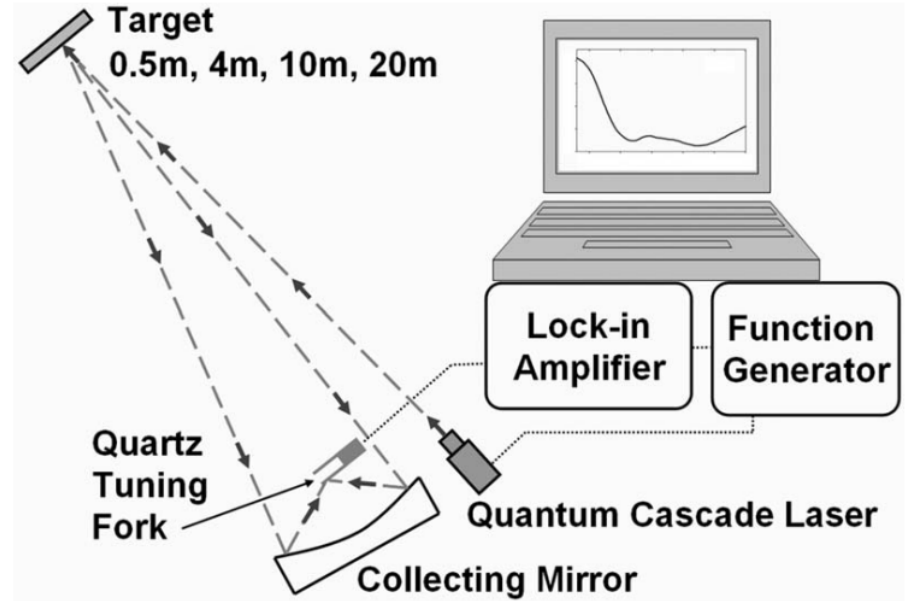 Target
0.5m, 4m, 10m, 20m
Lock-in
Amplifier
Function
Generator
Quartz
Tuning
Fork
Quantum Cascade Laser
Collecting Mirror